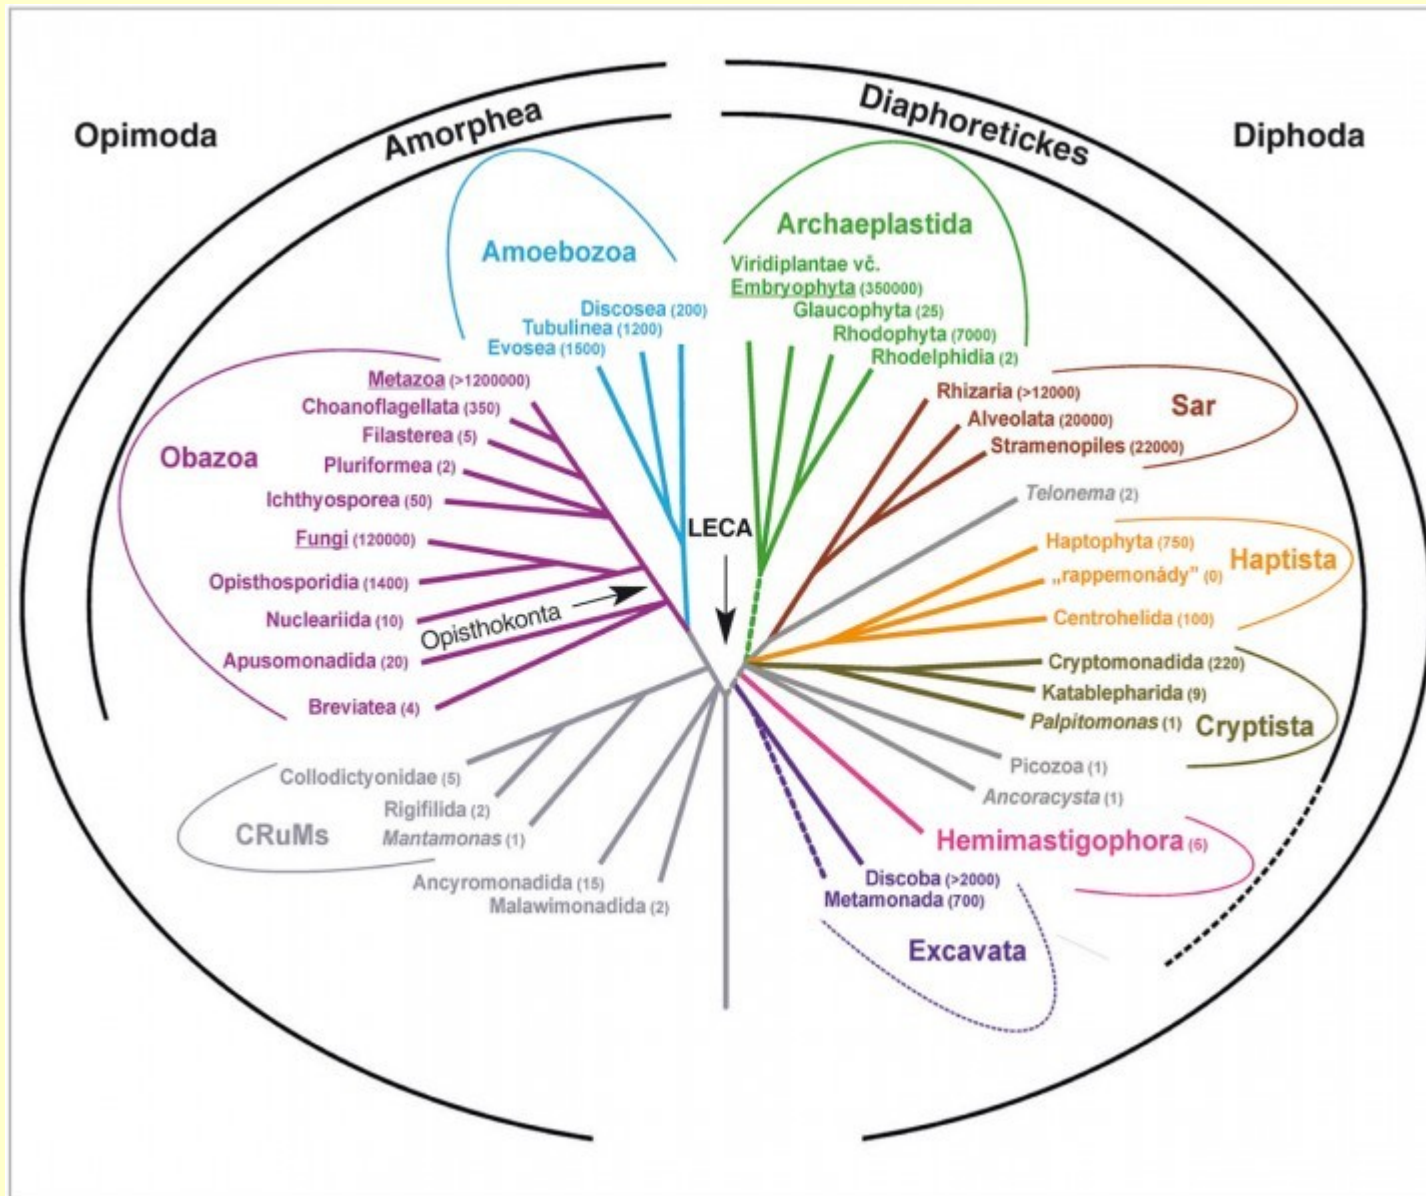 Opimoda
Amorphea
Diaphoretickes
Diphoda
Amoebozoa
Discosea (200)
Tubulinea (1200)
Evosea (1500)
Archaeplastida
Viridiplantae vč.
Embryophyta (350000)
Glaucophyta (25)
Rhodophyta (7000)
Rhodelphidia (2)
Obazoa
Metazoa (>1200000)
Choanoflagellata (350)
Filasterea (5)
Pluriformea (2)
Ichthyosporea (50)
Fungi (120000)
Opisthosporidia (1400)
Nucleariida (10)
Opisthokonta
Apusomonadida (20)
Breviatea (4)
LECA
Sar
Rhizaria (>12000)
Alveolata (20000)
Stramenopiles (22000)
Telonema (2)
Haptista
Haptophyta (750)
„rappemonády” (0)
Centrohelida (100)
Cryptomonadida (220)
Katablepharida (9)
Palpitomonas (1)
Cryptista
Picozoa (1)
Ancoracysta (1)
Hemimastigophora (6)
CRuMs
Collodictyonidae (5)
Rigifilida (2)
Mantamonas (1)
Ancyromonadida (15)
Malawimonadida (2)
Discoba (>2000)
Metamonada (700)
Excavata